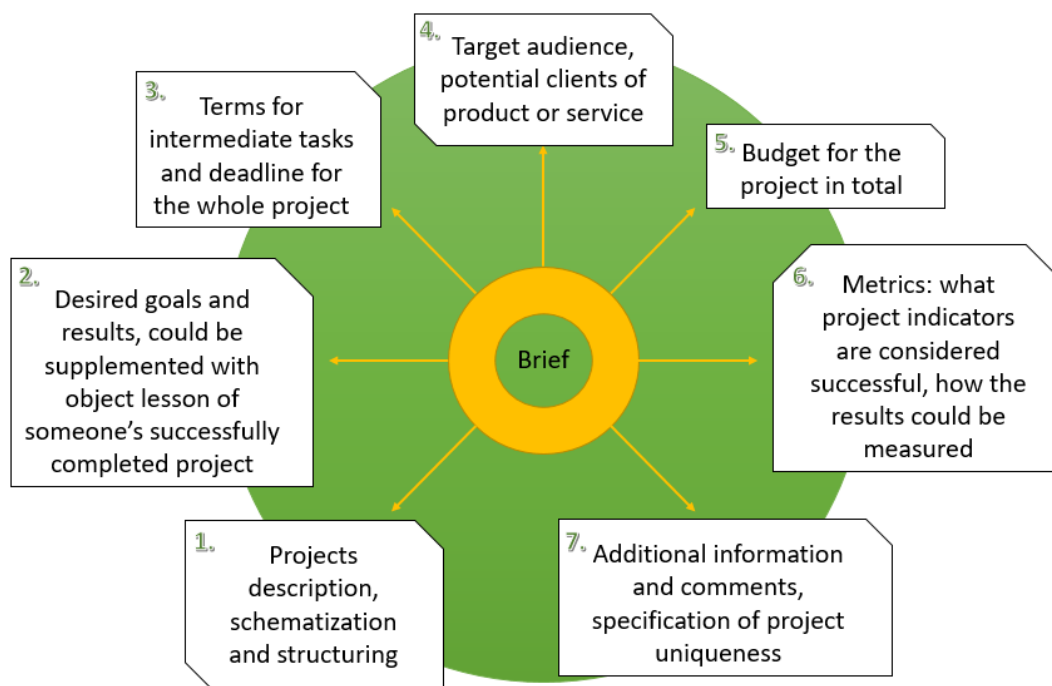 1.
Projects
description,
schematization
and structuring
2.
Desired goals and
results, could be
supplemented with
object lesson of
someone’s successfully
completed project
3.
Terms for
intermediate tasks
and deadline for
the whole project
4.
Target audience,
potential clients of
product or service
5.
Budget for the
project in total
6.
Metrics: what
project indicators
are considered
successful, how the
results could be
measured
7.
Additional information
and comments,
specification of project
uniqueness
Brief